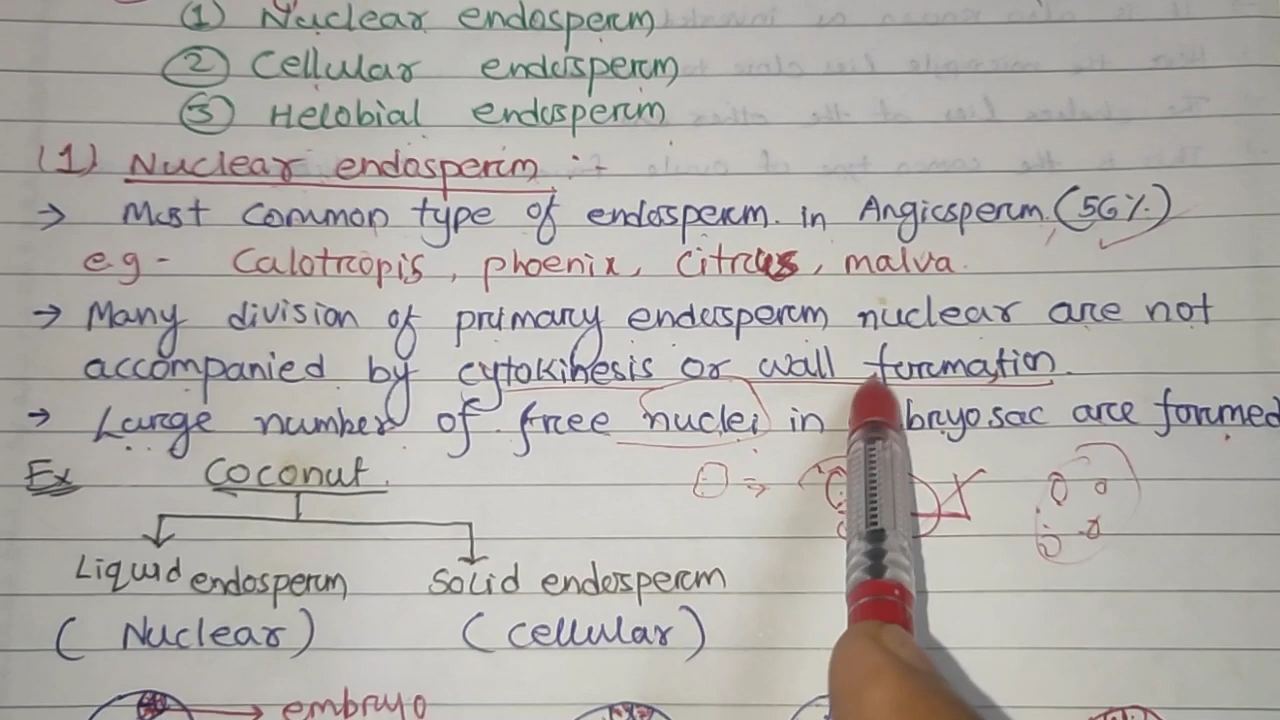 (1) Nuclear endosperm
(2) Cellular endosperm
(3) Helobial endosperm
(1) Nuclear endosperm :-
→ Most common type of endosperm in Angiosperm. (56%)
e.g - Calotropis, phoenix, Citrus, malva.
→ Many division of primary endosperm nuclear are not
accompanied by cytokinesis or wall formation.
→ Large number of free nuclei in bryosac are formed
Ex Coconut
Liquid endosperm Solid endosperm
(Nuclear) (cellular)
embryo